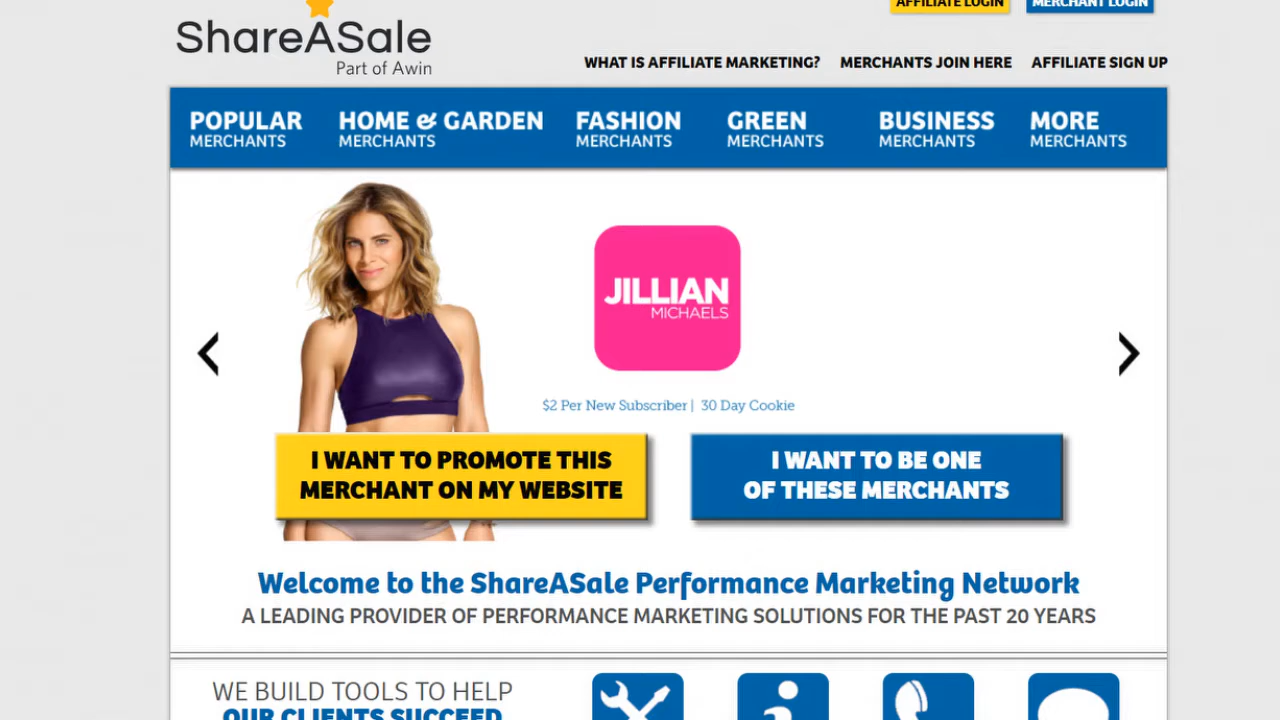 AFFILIATE LOGIN
MERCHANT LOGIN
ShareASale
Part of Awin
WHAT IS AFFILIATE MARKETING?
MERCHANTS JOIN HERE
AFFILIATE SIGN UP
POPULAR
MERCHANTS
HOME & GARDEN
MERCHANTS
FASHION
MERCHANTS
GREEN
MERCHANTS
BUSINESS
MERCHANTS
MORE
MERCHANTS
JILLIAN
MICHAELS
$2 Per New Subscriber | 30 Day Cookie
I WANT TO PROMOTE THIS
MERCHANT ON MY WEBSITE
I WANT TO BE ONE
OF THESE MERCHANTS
Welcome to the ShareASale Performance Marketing Network
A LEADING PROVIDER OF PERFORMANCE MARKETING SOLUTIONS FOR THE PAST 20 YEARS
WE BUILD TOOLS TO HELP
OUR CLIENTS SUCCEED